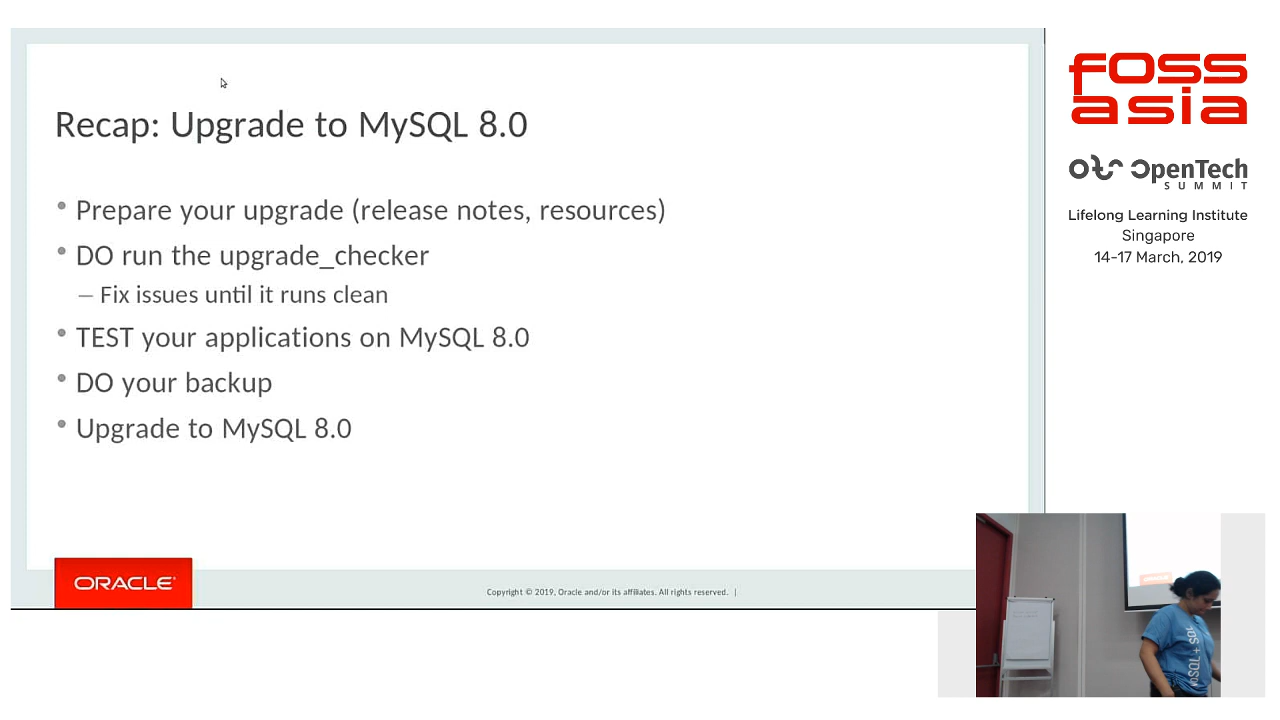 Recap: Upgrade to MySQL 8.0
• Prepare your upgrade (release notes, resources)
• DO run the upgrade_checker
– Fix issues until it runs clean
• TEST your applications on MySQL 8.0
• DO your backup
• Upgrade to MySQL 8.0
ORACLE
Copyright © 2019, Oracle and/or its affiliates. All rights reserved. |
FOSS
asia
OpenTech
SUMMIT
Lifelong Learning Institute
Singapore
14-17 March, 2019